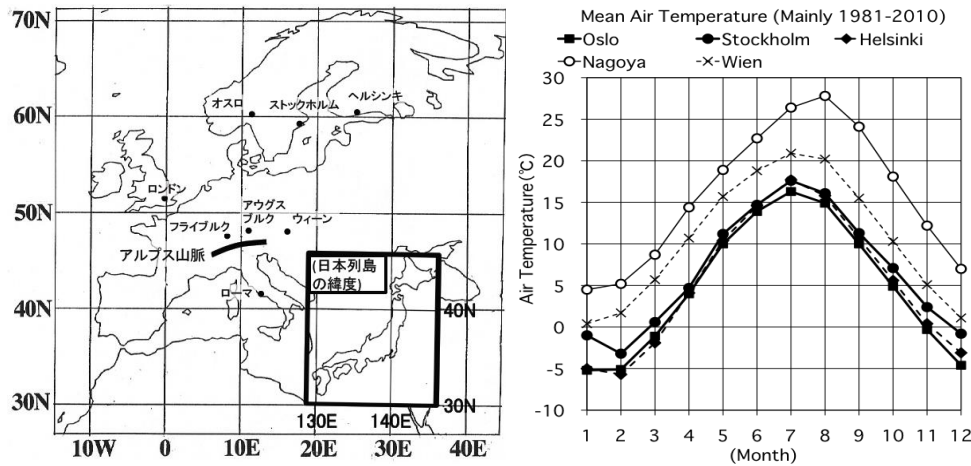 70N
60N
50N
40N
30N
10W
0
10E
20E
30E
40E
オスロ
ストックホルム
ヘルシンキ
ロンドン
アウグス
ブルク
フライブルク
ウィーン
アルプス山脈
ローマ
(日本列島
の緯度)
40N
30N
130E
140E
Mean Air Temperature (Mainly 1981-2010)
Oslo
Stockholm
Helsinki
Nagoya
Wien
Air Temperature (℃)
30
25
20
15
10
5
0
-5
-10
1 2 3 4 5 6 7 8 9 10 11 12
(Month)